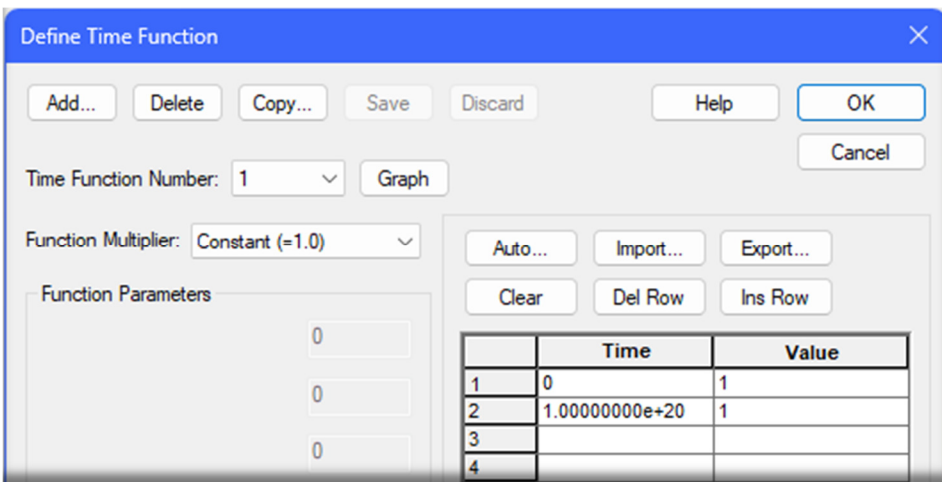 Define Time Function
Add... Delete Copy... Save Discard Help OK
Cancel
Time Function Number: 1 Graph
Function Multiplier: Constant (=1.0)
Auto... Import... Export...
Function Parameters
Clear Del Row Ins Row
0
0
0
Time Value
1 0 1
2 1.00000000e+20 1
3
4